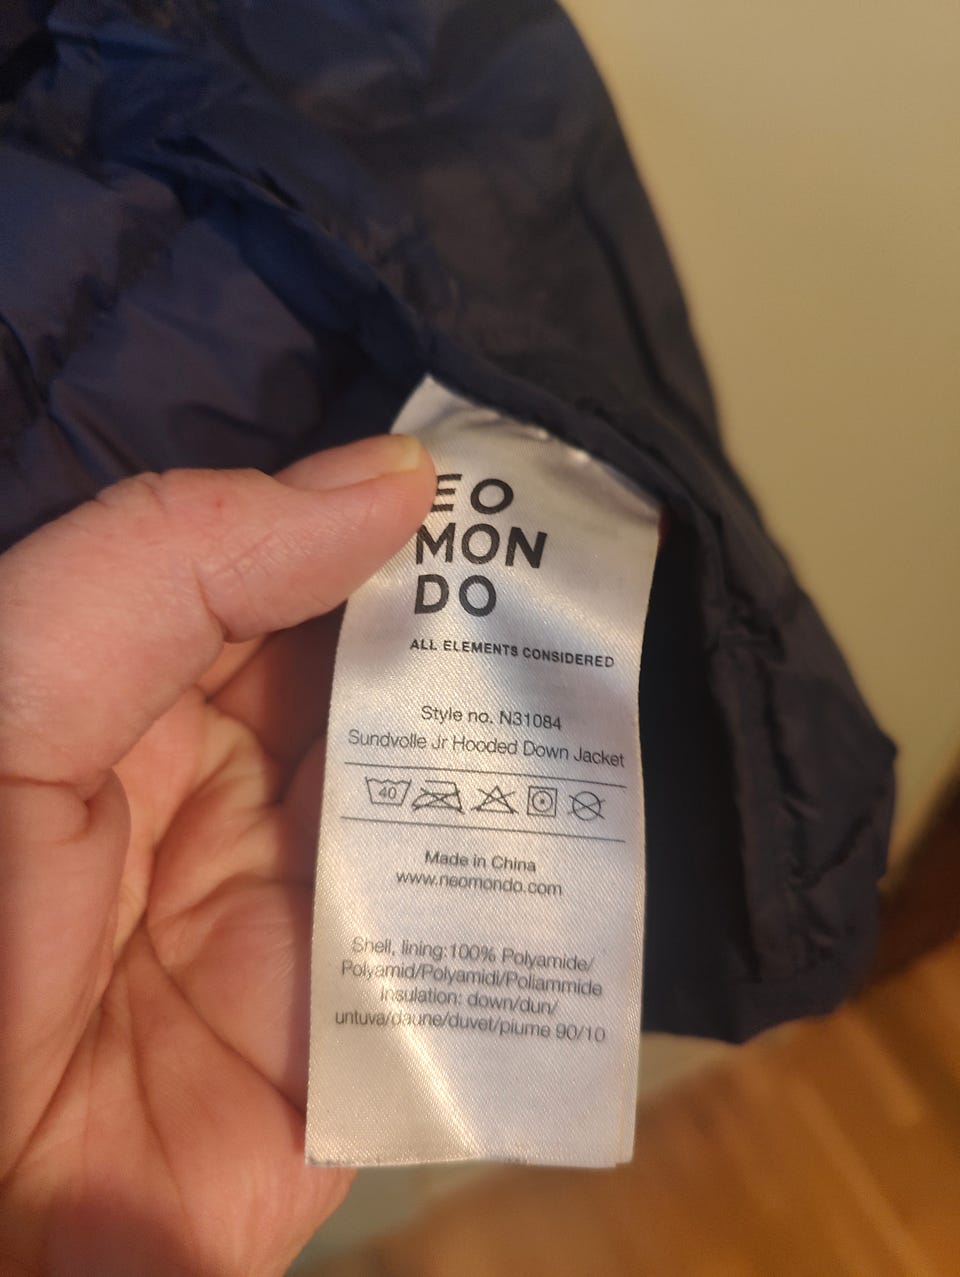 EO
MON
DO
ALL ELEMENTS CONSIDERED
Style no. N31084
Sundvolle Jr Hooded Down Jacket
40
Made in China
www.neomondo.com
Shell, lining:100% Polyamide/
Polyamid/Polyamidi/Poliammide
Insulation: down/dun/
untuva/daune/duvet/piume 90/10